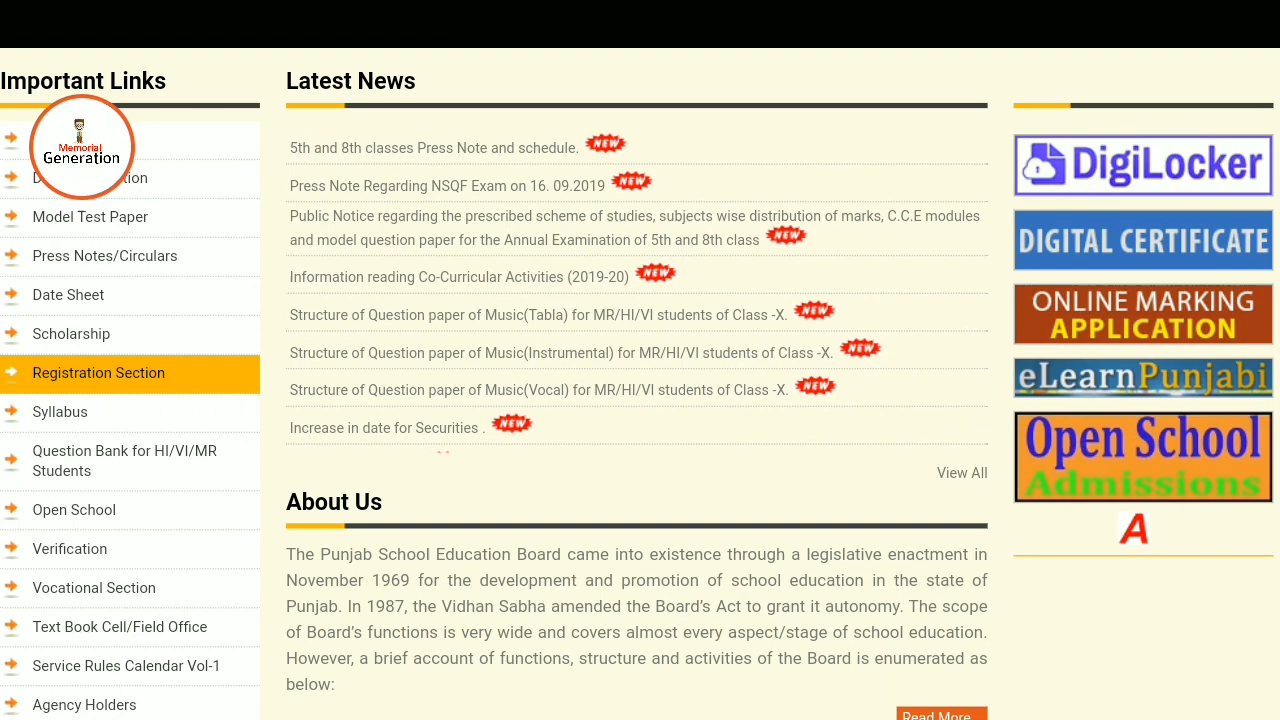 Important Links
Memorial
Generation
tion
Model Test Paper
Press Notes/Circulars
Date Sheet
Scholarship
Registration Section
Syllabus
Question Bank for HI/VI/MR
Students
Open School
Verification
Vocational Section
Text Book Cell/Field Office
Service Rules Calendar Vol-1
Agency Holders
Latest News
5th and 8th classes Press Note and schedule. NEW
Press Note Regarding NSQF Exam on 16. 09.2019 NEW
Public Notice regarding the prescribed scheme of studies, subjects wise distribution of marks, C.C.E modules
and model question paper for the Annual Examination of 5th and 8th class NEW
Information reading Co-Curricular Activities (2019-20) NEW
Structure of Question paper of Music(Tabla) for MR/HI/VI students of Class -X. NEW
Structure of Question paper of Music(Instrumental) for MR/HI/VI students of Class -X. NEW
Structure of Question paper of Music(Vocal) for MR/HI/VI students of Class -X. NEW
Increase in date for Securities . NEW
View All
About Us
The Punjab School Education Board came into existence through a legislative enactment in
November 1969 for the development and promotion of school education in the state of
Punjab. In 1987, the Vidhan Sabha amended the Board's Act to grant it autonomy. The scope
of Board's functions is very wide and covers almost every aspect/stage of school education.
However, a brief account of functions, structure and activities of the Board is enumerated as
below:
Read More
DigiLocker
DIGITAL CERTIFICATE
ONLINE MARKING
APPLICATION
eLearnPunjabi
Open School
Admissions
A